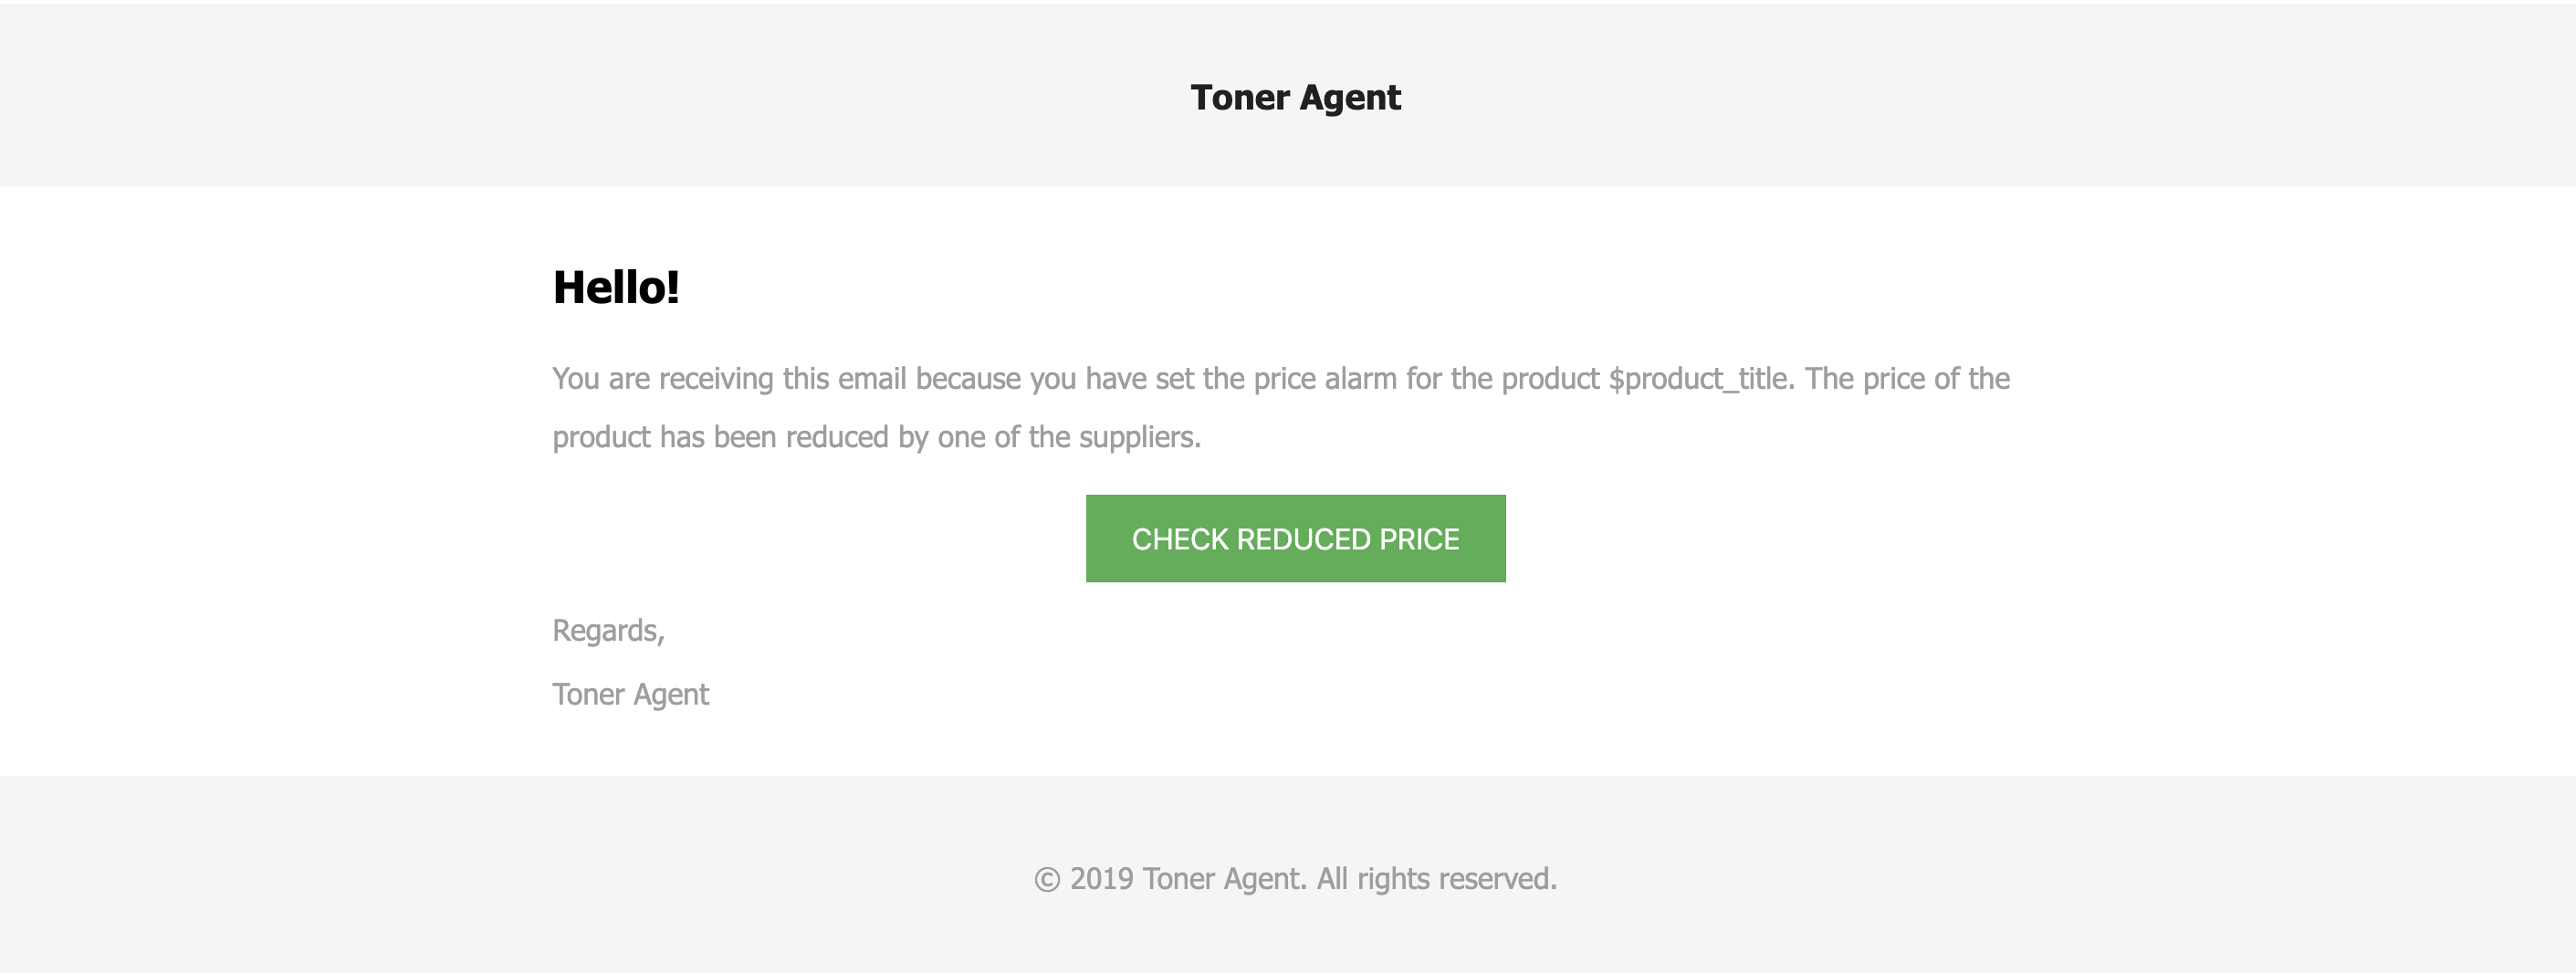 Toner Agent
Hello!
You are receiving this email because you have set the price alarm for the product $product_title. The price of the
product has been reduced by one of the suppliers.
CHECK REDUCED PRICE
Regards,
Toner Agent
© 2019 Toner Agent. All rights reserved.